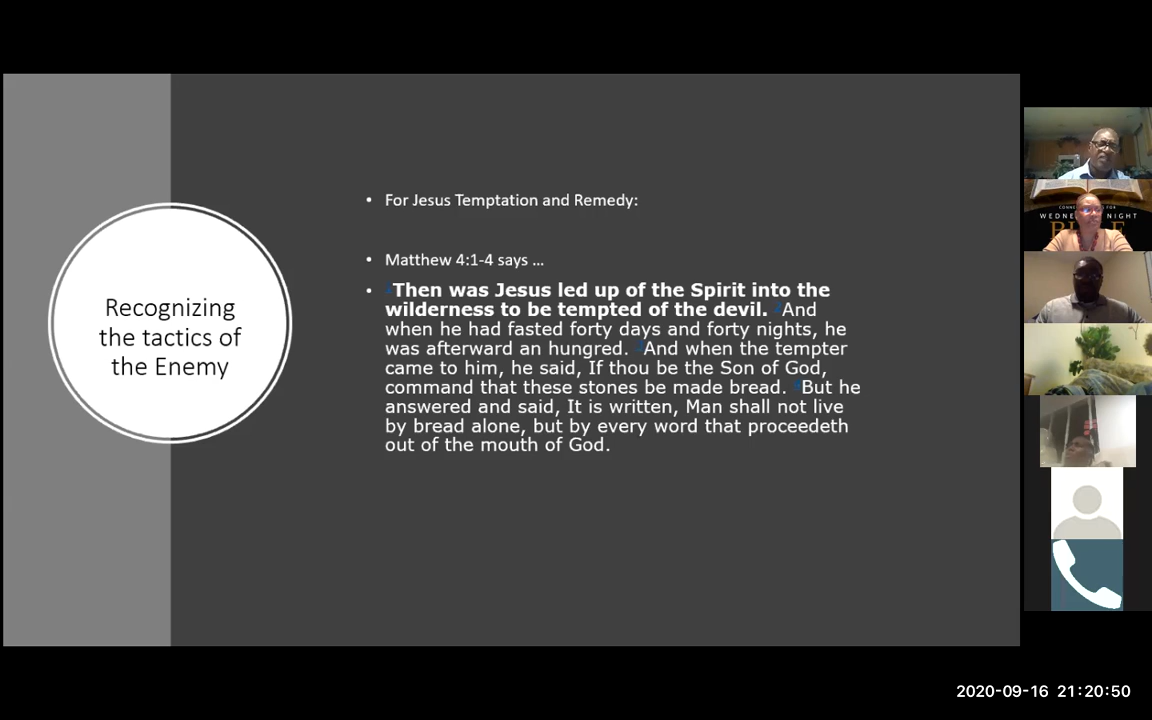 Recognizing
the tactics of
the Enemy
• For Jesus Temptation and Remedy:
• Matthew 4:1-4 says ...
• Then was Jesus led up of the Spirit into the
wilderness to be tempted of the devil. And
when he had fasted forty days and forty nights, he
was afterward an hungred. And when the tempter
came to him, he said, If thou be the Son of God,
command that these stones be made bread. But he
answered and said, It is written, Man shall not live
by bread alone, but by every word that proceedeth
out of the mouth of God.
WEDNE NIGHT
2020-09-16 21:20:50